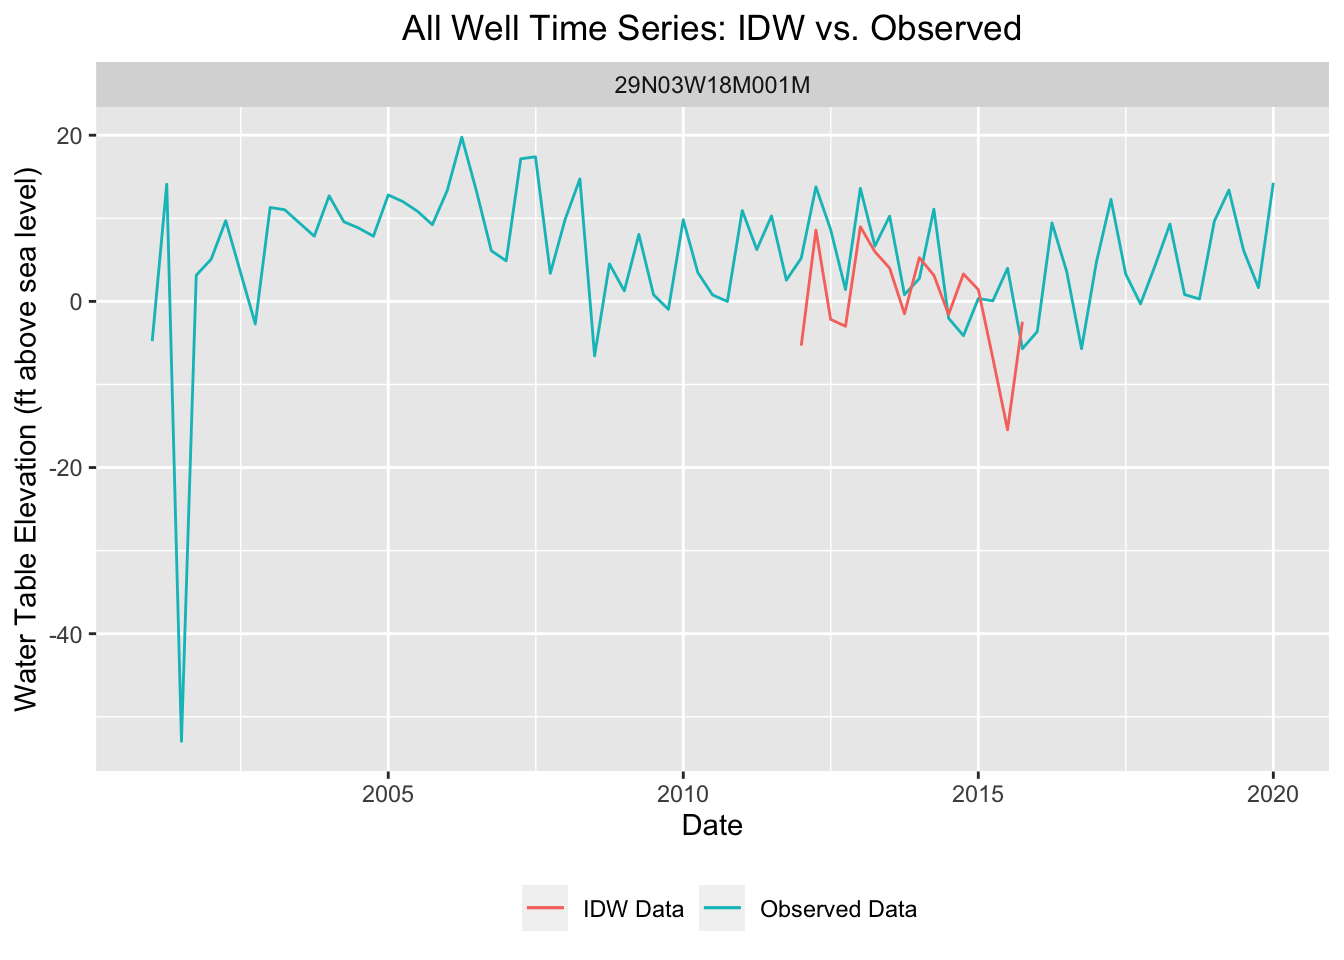 All Well Time Series: IDW vs. Observed
29N03W18M001M
Water Table Elevation (ft above sea level)
20
0
-20
-40
2005 2010 2015 2020
Date
IDW Data Observed Data